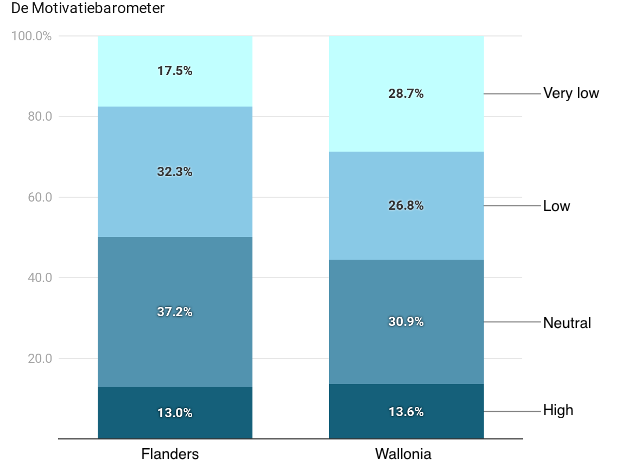 De Motivatiebarometer
100.0%
17.5%
28.7%
Very low
80.0
32.3%
60.0
26.8%
Low
40.0
37.2%
30.9%
Neutral
20.0
13.0%
13.6%
High
Flanders
Wallonia